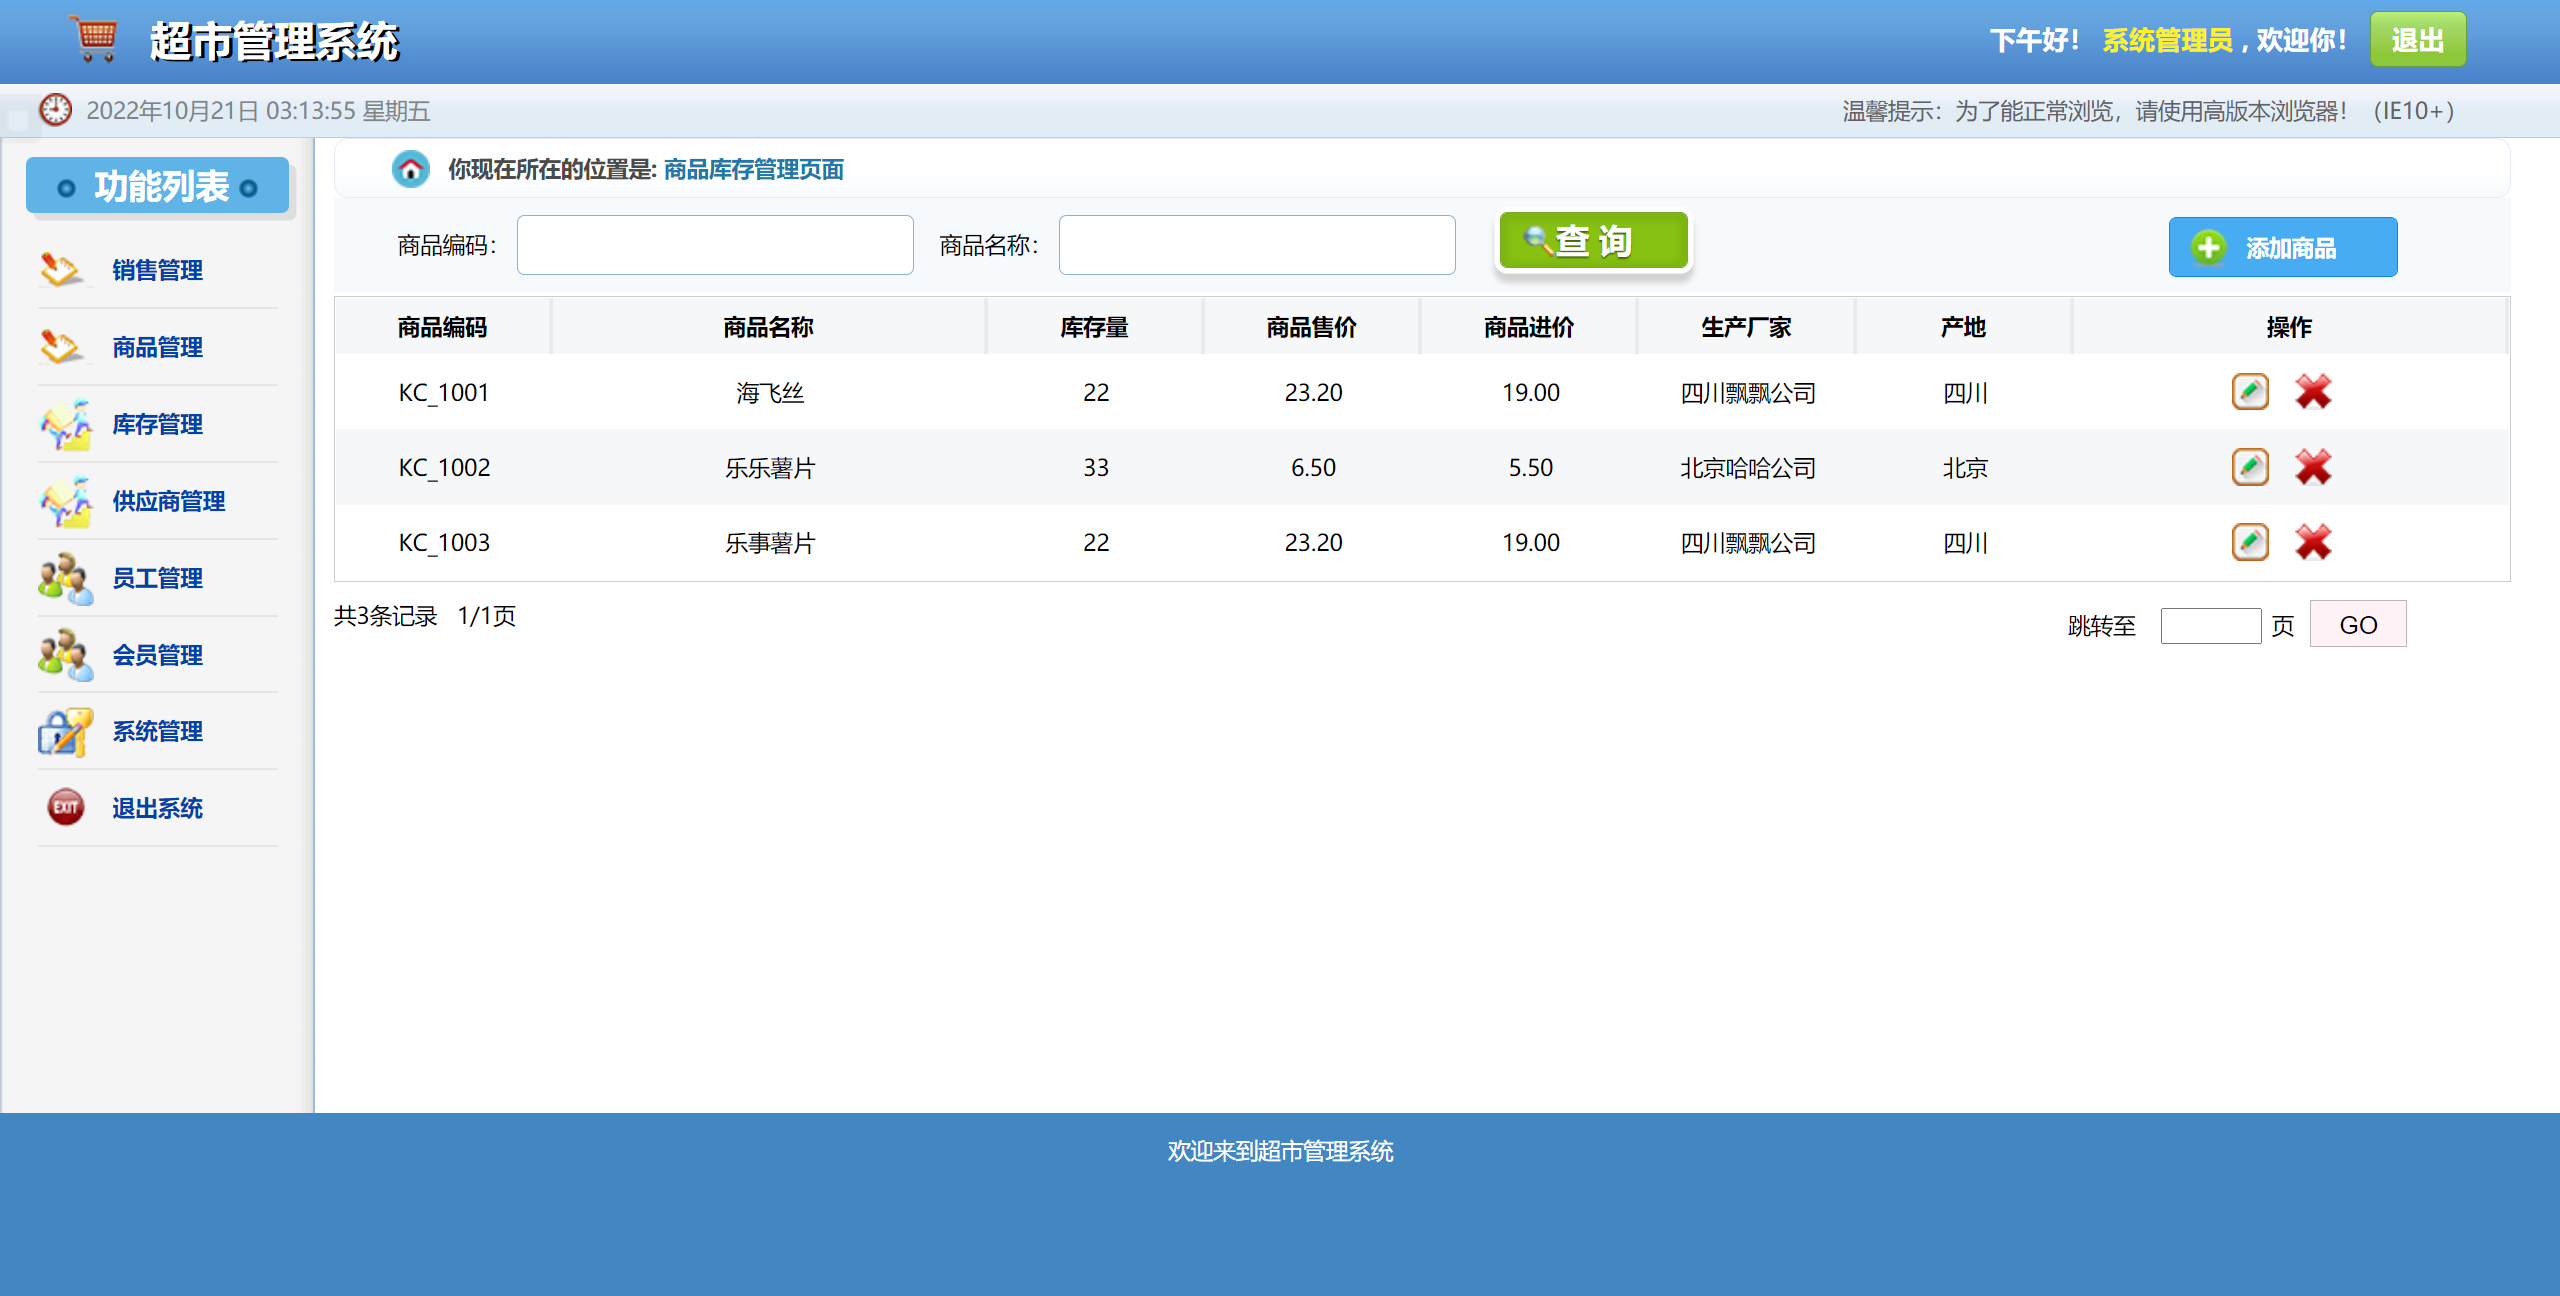 超市管理系统
下午好！ 系统管理员 , 欢迎你！ 退出
2022年10月21日 03:13:55 星期五
温馨提示：为了能正常浏览，请使用高版本浏览器！（IE10+）
功能列表
销售管理
商品管理
库存管理
供应商管理
员工管理
会员管理
系统管理
EXIT 退出系统
你现在所在的位置是: 商品库存管理页面
商品编码： 商品名称： 查 询 添加商品
商品编码 商品名称 库存量 商品售价 商品进价 生产厂家 产地 操作
KC_1001 海飞丝 22 23.20 19.00 四川飘飘公司 四川
KC_1002 乐乐薯片 33 6.50 5.50 北京哈哈公司 北京
KC_1003 乐事薯片 22 23.20 19.00 四川飘飘公司 四川
共3条记录 1/1页 跳转至 页 GO
欢迎来到超市管理系统